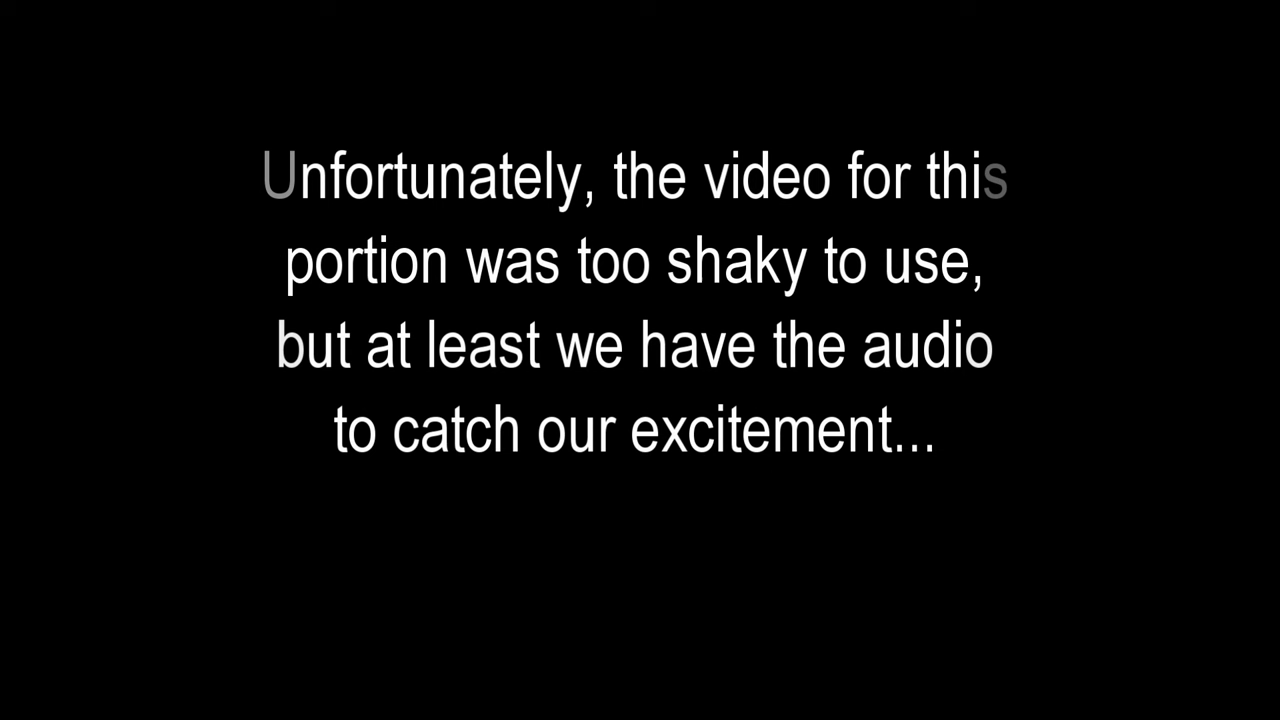 Unfortunately, the video for this
portion was too shaky to use,
but at least we have the audio
to catch our excitement...